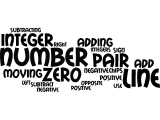 SUBTRACTING
INTEGER RIGHT ADDING
INTEGERS SIGN
NUMBER PAIR ADD
MOVING ZERO NEGATIVE CHIPS LINE
POSITIVE
LEFT SUBTRACT OPPOSITE USE
NEGATIVE POSITIVE